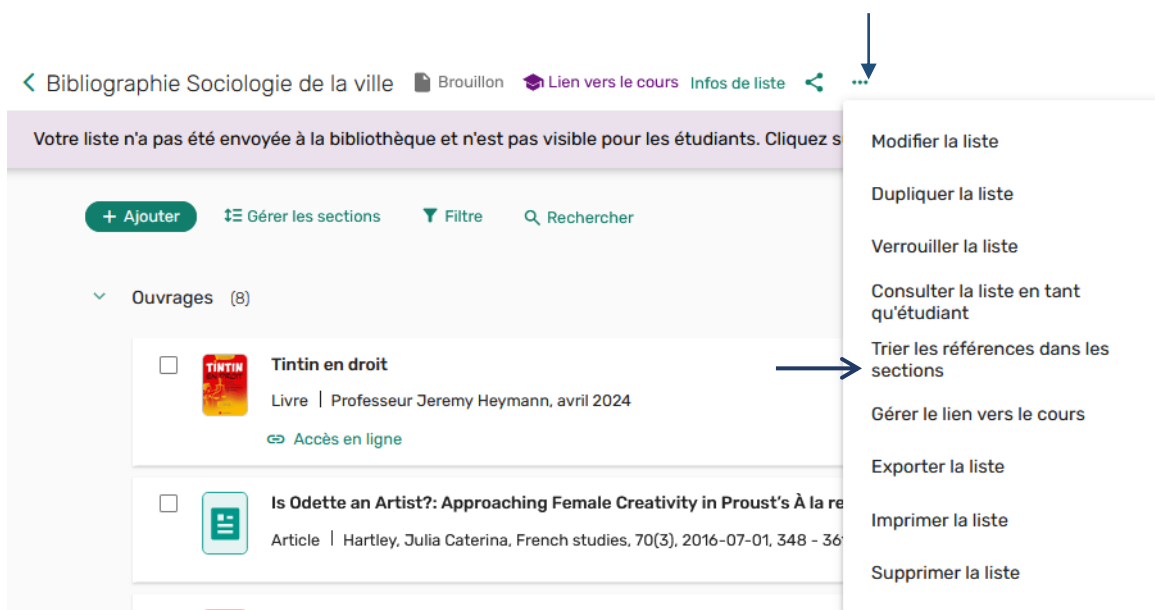 Bibliographie Sociologie de la ville Brouillon Lien vers le cours Infos de liste ...
Votre liste n'a pas été envoyée à la bibliothèque et n'est pas visible pour les étudiants. Cliquez
+ Ajouter Gérer les sections Filtre Rechercher
Ouvrages (8)
TINTIN
EN DROIT
Tintin en droit
Livre | Professeur Jeremy Heymann, avril 2024
Accès en ligne
Is Odette an Artist?: Approaching Female Creativity in Proust's À la
Article | Hartley, Julia Caterina, French studies, 70(3), 2016-07-01, 348 -
Modifier la liste
Dupliquer la liste
Verrouiller la liste
Consulter la liste en tant
qu'étudiant
Trier les références dans les
sections
Gérer le lien vers le cours
Exporter la liste
Imprimer la liste
Supprimer la liste